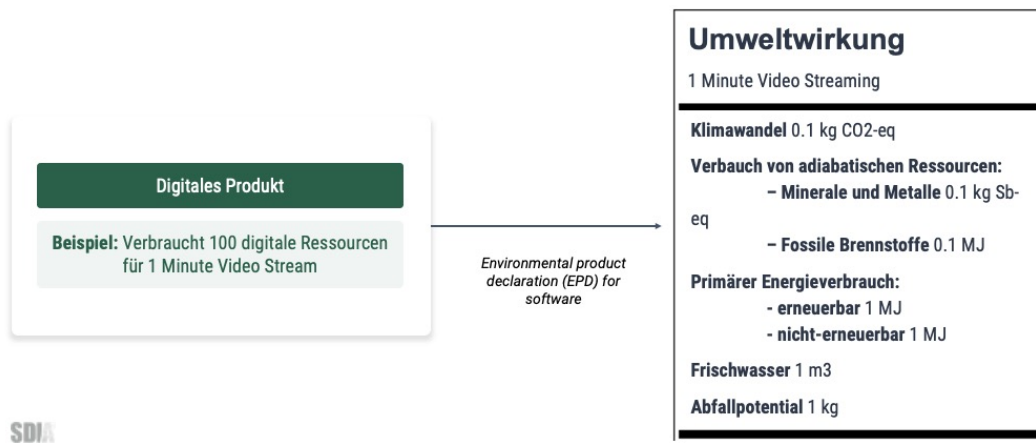 Digitales Produkt
Beispiel: Verbraucht 100 digitale Ressourcen
für 1 Minute Video Stream
Environmental product
declaration (EPD) for
software
Umweltwirkung
1 Minute Video Streaming
Klimawandel 0.1 kg CO2-eq
Verbauch von adiabatischen Ressourcen:
– Minerale und Metalle 0.1 kg Sb-
eq
– Fossile Brennstoffe 0.1 MJ
Primärer Energieverbrauch:
- erneuerbar 1 MJ
- nicht-erneuerbar 1 MJ
Frischwasser 1 m3
Abfallpotential 1 kg
SDIA